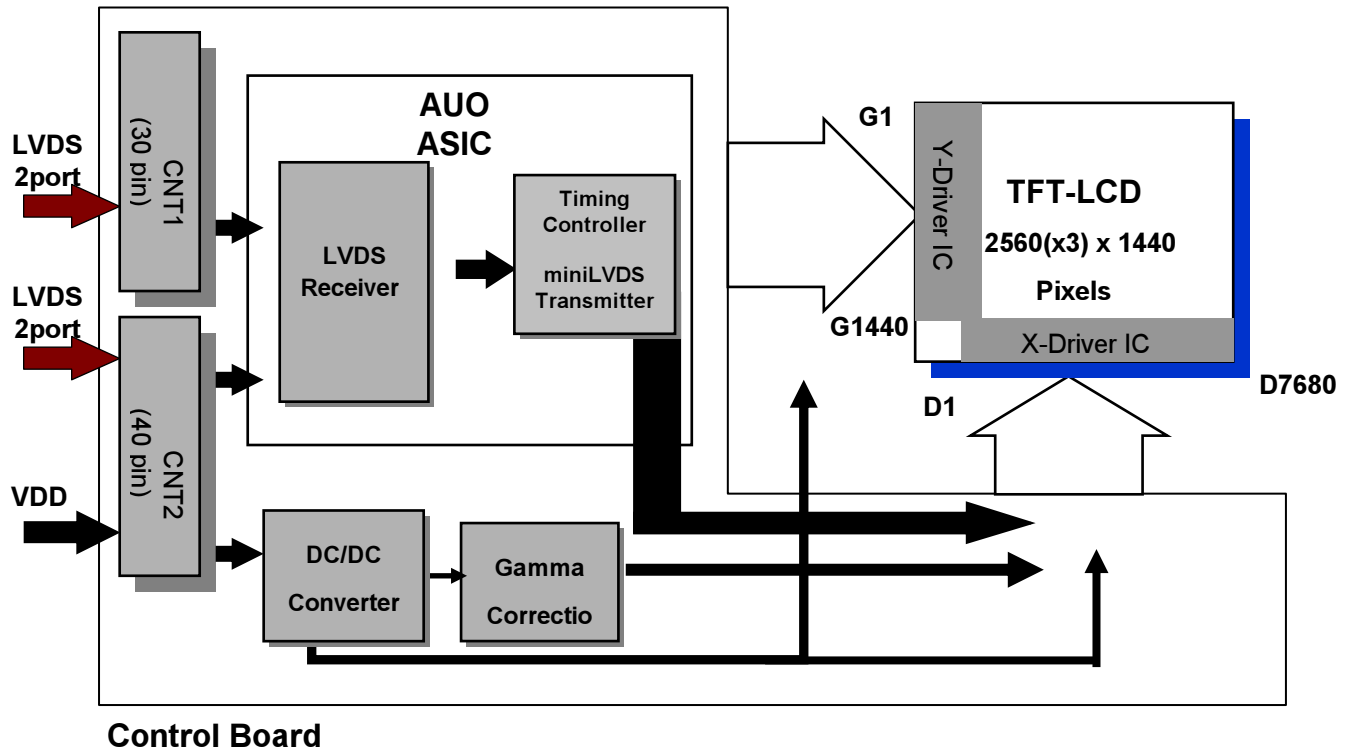 LVDS
2port
LVDS
2port
VDD
CNT1
(30 pin)
CNT2
(40 pin)
AUO
ASIC
LVDS
Receiver
Timing
Controller
miniLVDS
Transmitter
DC/DC
Converter
Gamma
Correctio
G1
G1440
Y-Driver IC
TFT-LCD
2560(x3) x 1440
Pixels
X-Driver IC
D1
D7680
Control Board